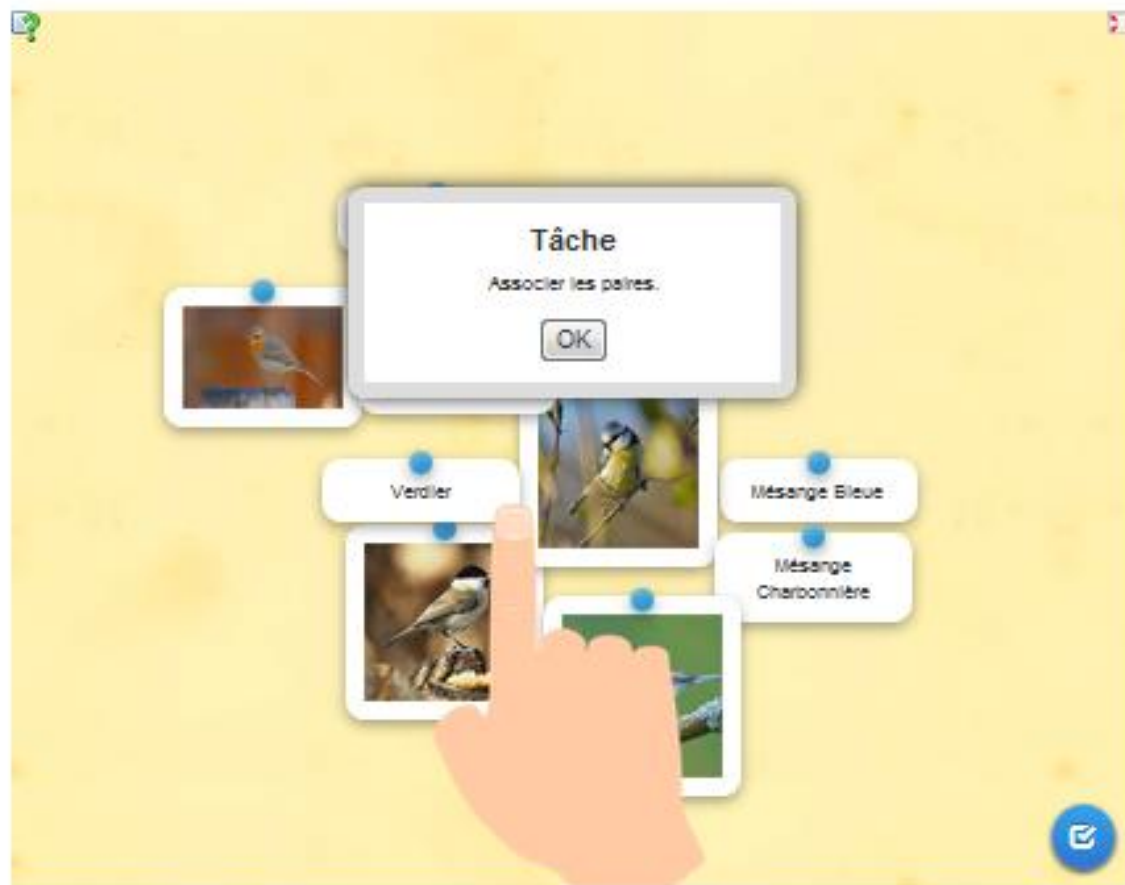 Tâche
Associer les paires.
OK
Verdier
Mésange Bleue
Mésange
Charbonnière